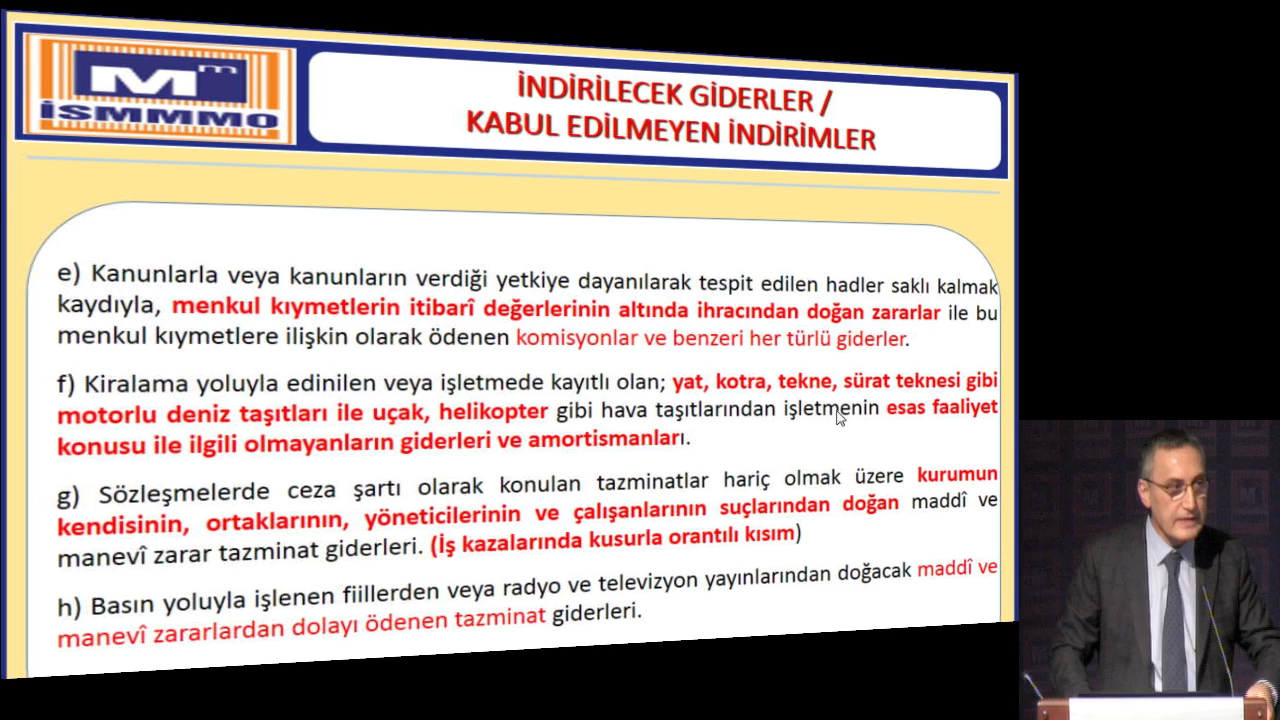 Mm
İSMMMO
İNDİRİLECEK GİDERLER /
KABUL EDİLMEYEN İNDİRİMLER
e) Kanunlarla veya kanunların verdiği yetkiye dayanılarak tespit edilen hadler saklı kalmak
kaydıyla, menkul kıymetlerin itibarî değerlerinin altında ihracından doğan zararlar ile bu
menkul kıymetlere ilişkin olarak ödenen komisyonlar ve benzeri her türlü giderler.
f) Kiralama yoluyla edinilen veya işletmede kayıtlı olan; yat, kotra, tekne, sürat teknesi gibi
motorlu deniz taşıtları ile uçak, helikopter gibi hava taşıtlarından işletmenin esas faaliyet
konusu ile ilgili olmayanların giderleri ve amortismanları.
g) Sözleşmelerde ceza şartı olarak konulan tazminatlar hariç olmak üzere kurumun
kendisinin, ortaklarının, yöneticilerinin ve çalışanlarının suçlarından doğan maddî ve
manevî zarar tazminat giderleri. (İş kazalarında kusurla orantılı kısım)
h) Basın yoluyla işlenen fiillerden veya radyo ve televizyon yayınlarından doğacak maddî ve
manevî zararlardan dolayı ödenen tazminat giderleri.